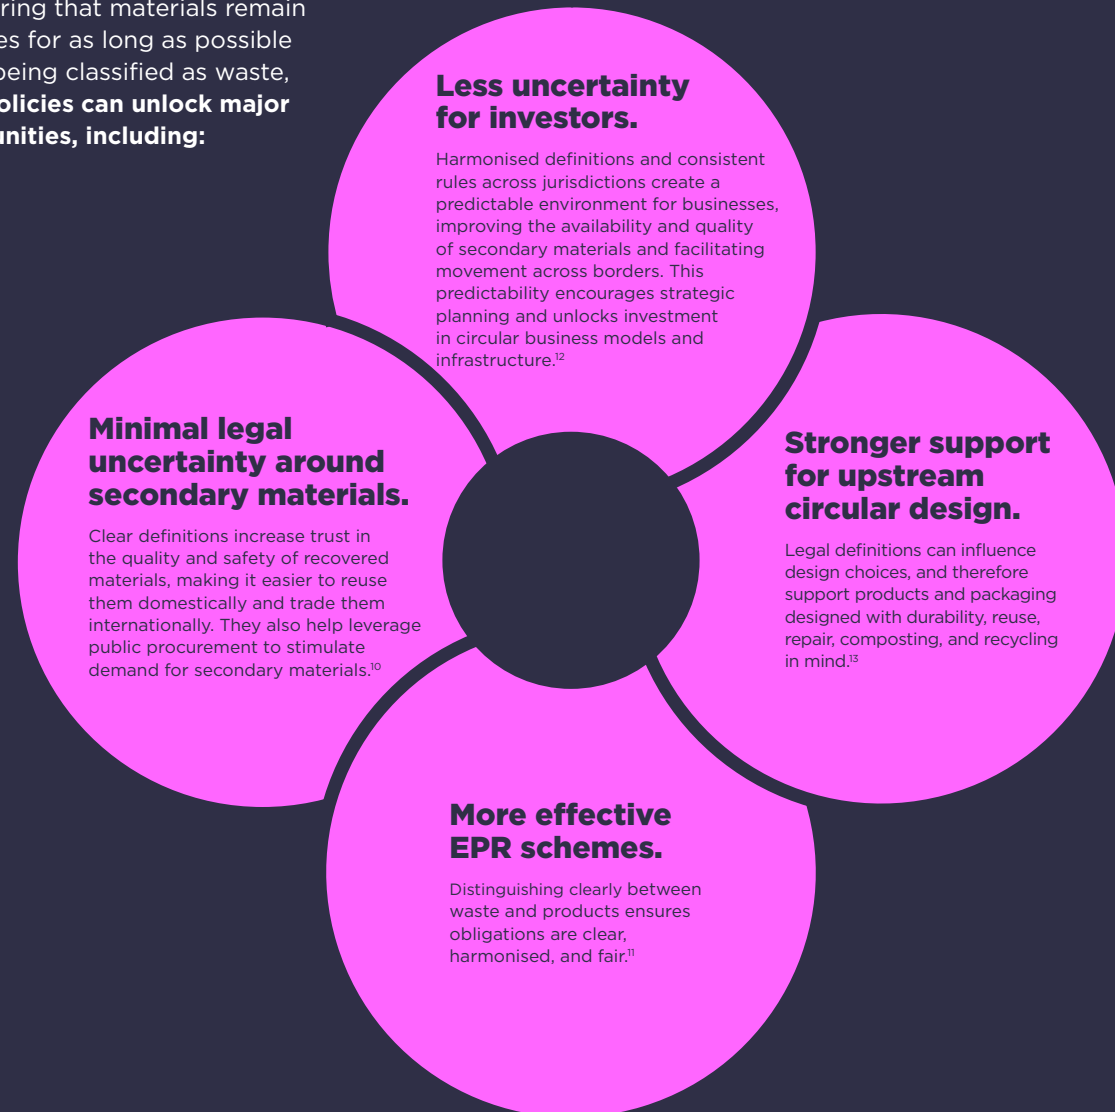 ring that materials remain
es for as long as possible
being classified as waste,
olicies can unlock major
unities, including:
Less uncertainty
for investors.
Harmonised definitions and consistent
rules across jurisdictions create a
predictable environment for businesses,
improving the availability and quality
of secondary materials and facilitating
movement across borders. This
predictability encourages strategic
planning and unlocks investment
in circular business models and
infrastructure.12
Minimal legal
uncertainty around
secondary materials.
Clear definitions increase trust in
the quality and safety of recovered
materials, making it easier to reuse
them domestically and trade them
internationally. They also help leverage
public procurement to stimulate
demand for secondary materials.10
Stronger support
for upstream
circular design.
Legal definitions can influence
design choices, and therefore
support products and packaging
designed with durability, reuse,
repair, composting, and recycling
in mind.13
More effective
EPR schemes.
Distinguishing clearly between
waste and products ensures
obligations are clear,
harmonised, and fair.11